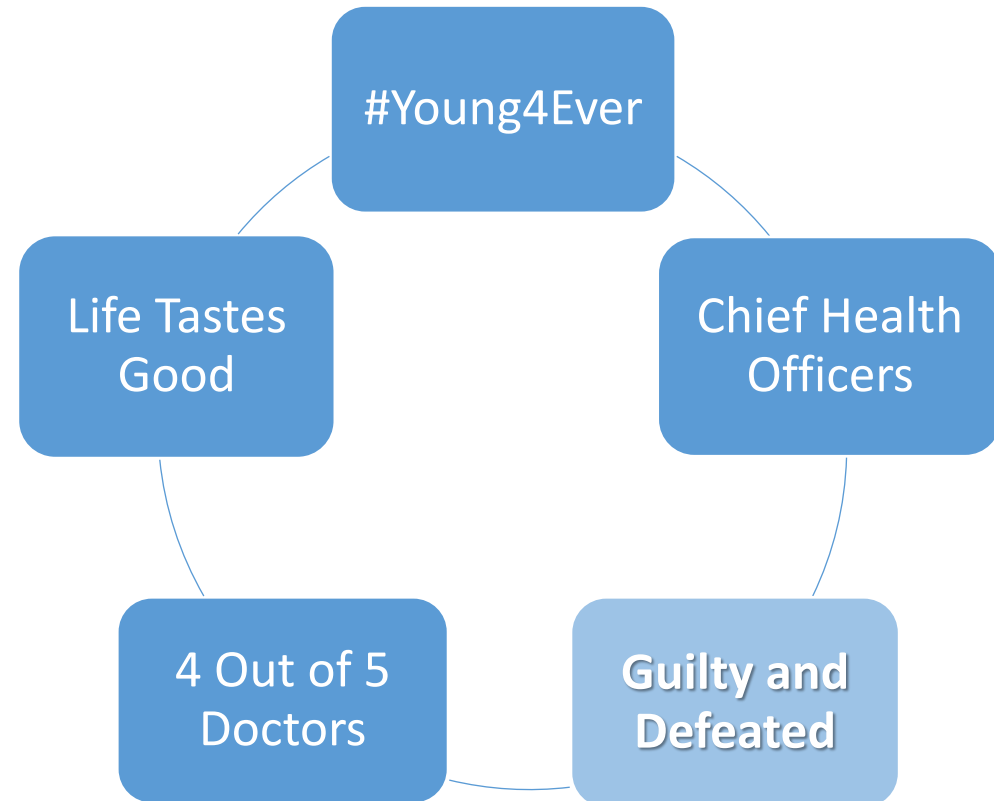 #Young4Ever
Life Tastes
Good
Chief Health
Officers
4 Out of 5
Doctors
Guilty and
Defeated